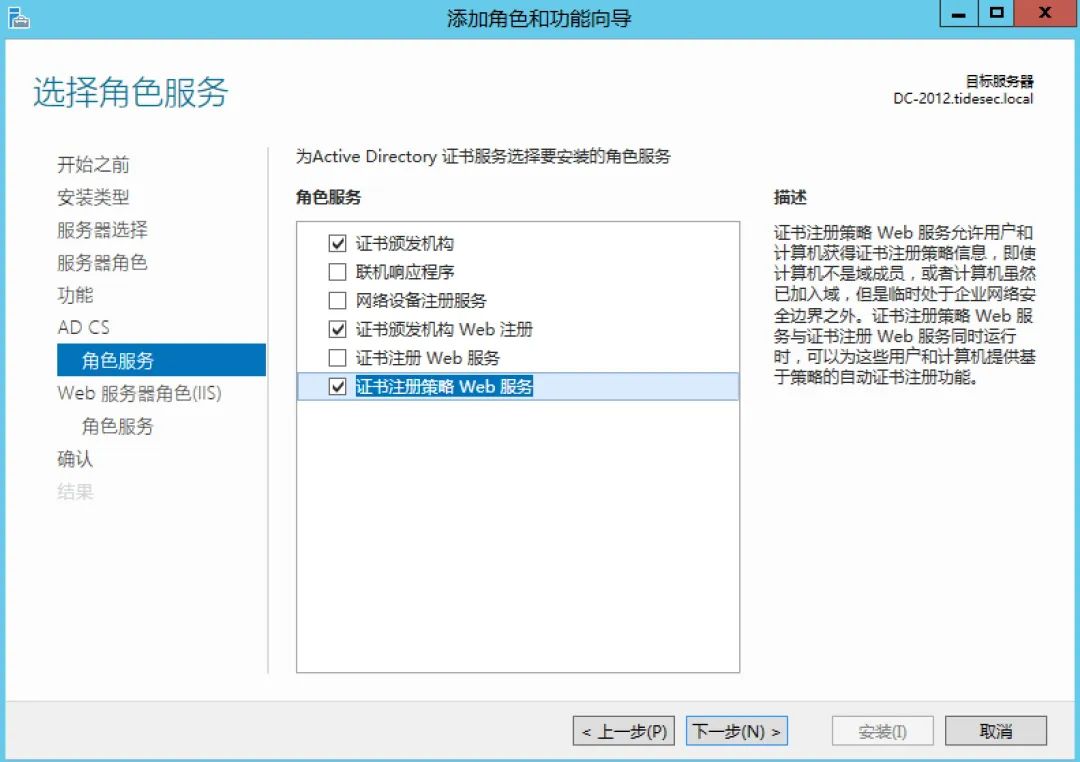 添加角色和功能向导
选择角色服务
目标服务器
DC-2012.tidesec.local
开始之前
安装类型
服务器选择
服务器角色
功能
AD CS
角色服务
Web 服务器角色(IIS)
角色服务
确认
结果
为Active Directory 证书服务选择要安装的角色服务
角色服务
证书颁发机构
联机响应程序
网络设备注册服务
证书颁发机构 Web 注册
证书注册 Web 服务
证书注册策略 Web 服务
描述
证书注册策略 Web 服务允许用户和
计算机获得证书注册策略信息，即使
计算机不是域成员，或者计算机虽然
已加入域，但是临时处于企业网络安
全边界之外。证书注册策略 Web 服
务与证书注册 Web 服务同时运行
时，可以为这些用户和计算机提供基
于策略的自动证书注册功能。
< 上一步(P)
下一步(N) >
安装(I)
取消